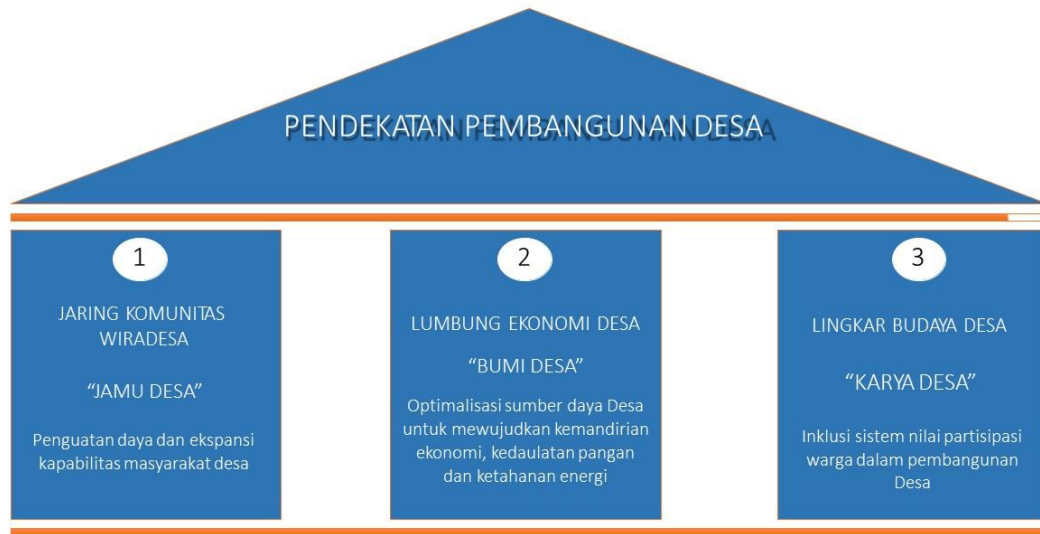 PENDEKATAN PEMBANGUNAN DESA
1
JARING KOMUNITAS
WIRADESA
“JAMU DESA”
Penguatan daya dan ekspansi
kapabilitas masyarakat desa
2
LUMBUNG EKONOMI DESA
“BUMI DESA”
Optimalisasi sumber daya Desa
untuk mewujudkan kemandirian
ekonomi, kedaulatan pangan
dan ketahanan energi
3
LINGKAR BUDAYA DESA
“KARYA DESA”
Inklusi sistem nilai partisipasi
warga dalam pembangunan
Desa